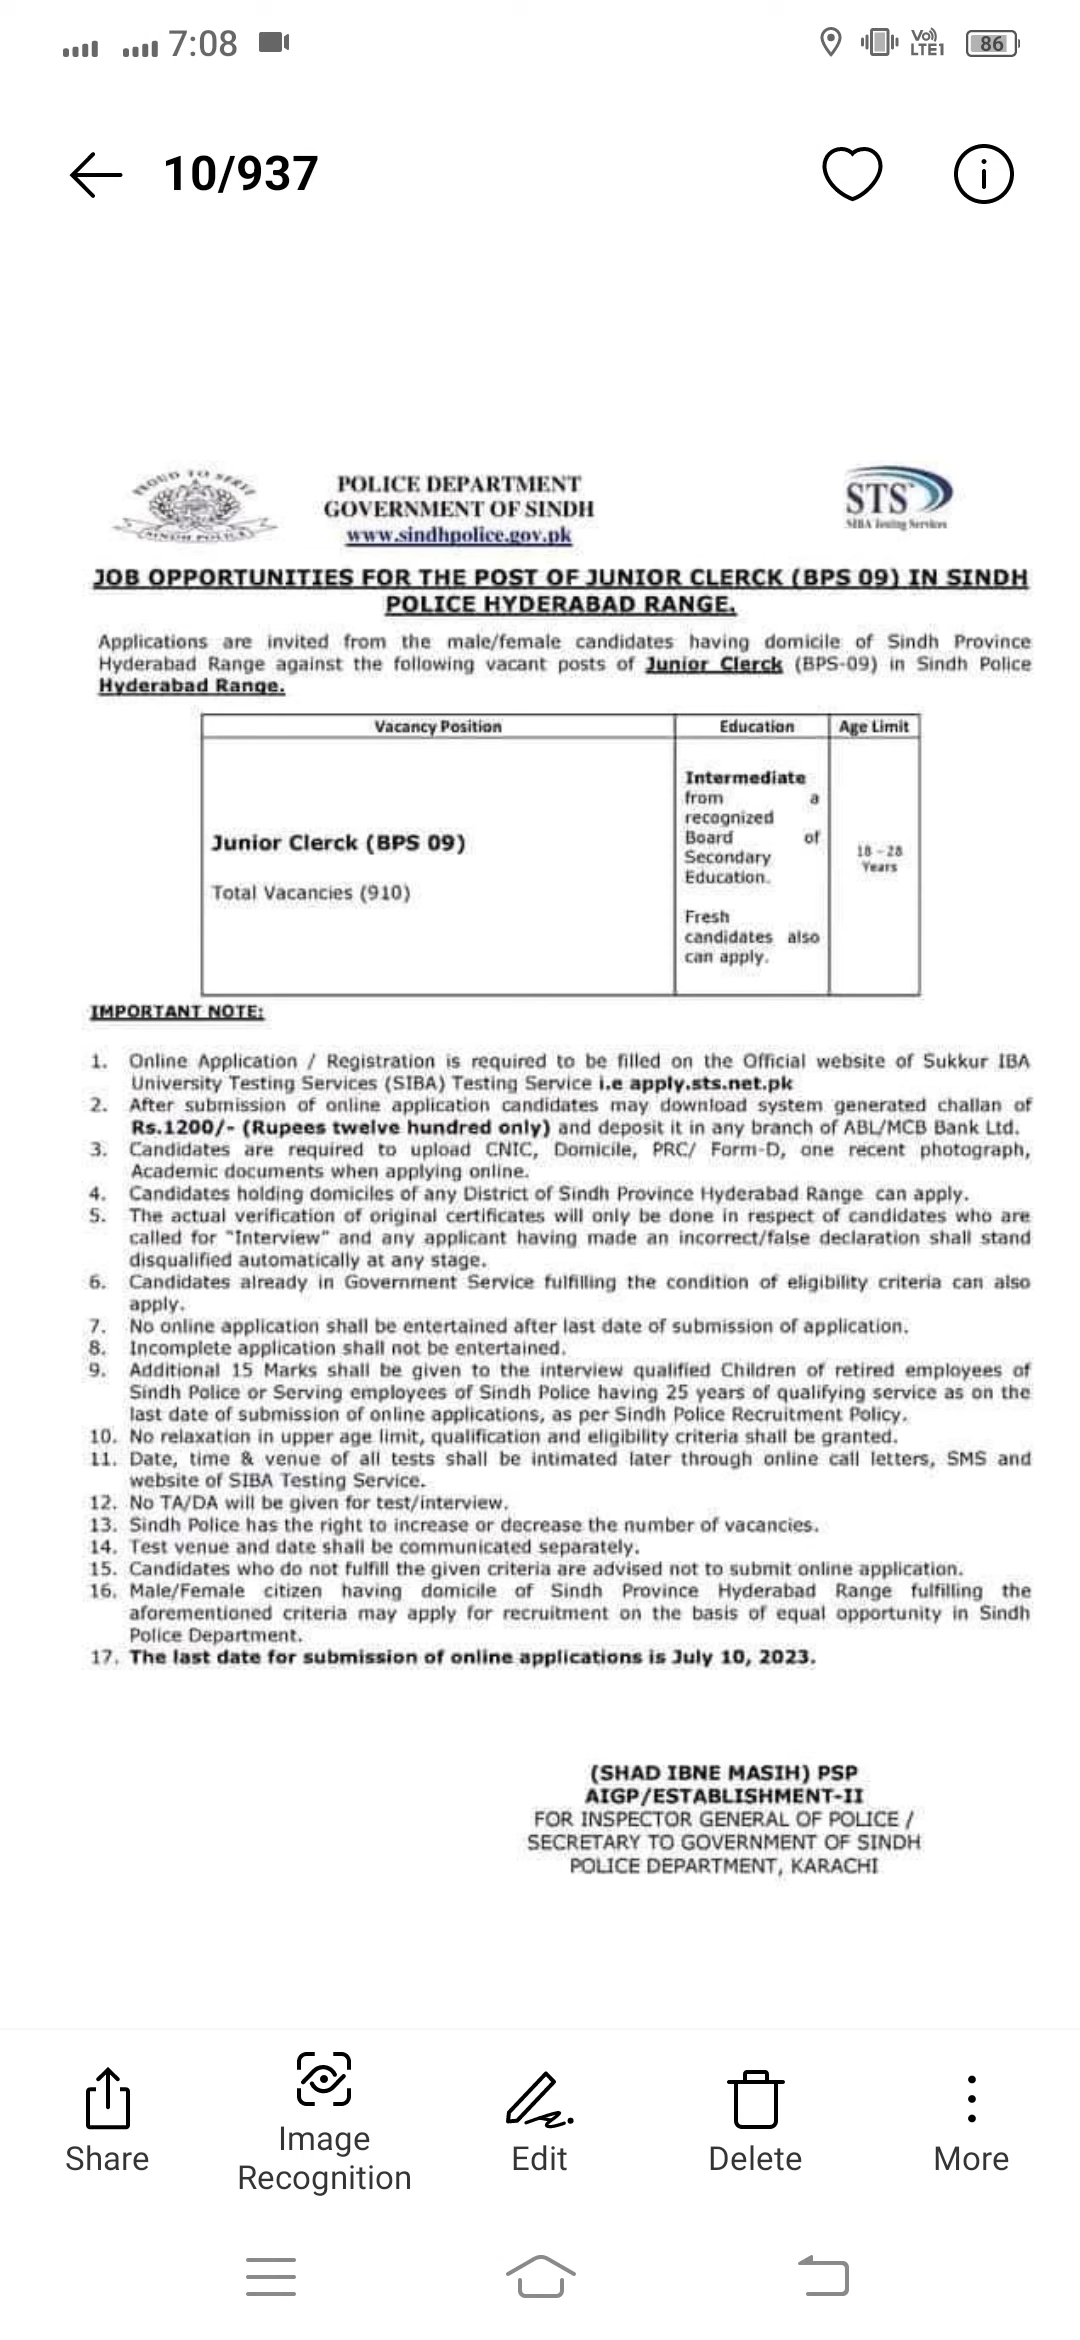 7:08
Vo))
LTE1
86
10/937
PROUD TO SERVE
SINDH POLICE
POLICE DEPARTMENT
GOVERNMENT OF SINDH
www.sindhpolice.gov.pk
STS
SIBA Testing Services
JOB OPPORTUNITIES FOR THE POST OF JUNIOR CLERCK (BPS 09) IN SINDH
POLICE HYDERABAD RANGE.
Applications are invited from the male/female candidates having domicile of Sindh Province
Hyderabad Range against the following vacant posts of Junior Clerck (BPS-09) in Sindh Police
Hyderabad Range.
Vacancy Position
Education
Age Limit
Junior Clerck (BPS 09)
Total Vacancies (910)
Intermediate
from a
recognized
Board of
Secondary
Education.
Fresh
candidates also
can apply.
18 - 28
Years
IMPORTANT NOTE:
1. Online Application / Registration is required to be filled on the Official website of Sukkur IBA
University Testing Services (SIBA) Testing Service i.e apply.sts.net.pk
2. After submission of online application candidates may download system generated challan of
Rs.1200/- (Rupees twelve hundred only) and deposit it in any branch of ABL/MCB Bank Ltd.
3. Candidates are required to upload CNIC, Domicile, PRC/ Form-D, one recent photograph,
Academic documents when applying online.
4. Candidates holding domiciles of any District of Sindh Province Hyderabad Range can apply.
5. The actual verification of original certificates will only be done in respect of candidates who are
called for "Interview" and any applicant having made an incorrect/false declaration shall stand
disqualified automatically at any stage.
6. Candidates already in Government Service fulfilling the condition of eligibility criteria can also
apply.
7. No online application shall be entertained after last date of submission of application.
8. Incomplete application shall not be entertained.
9. Additional 15 Marks shall be given to the interview qualified Children of retired employees of
Sindh Police or Serving employees of Sindh Police having 25 years of qualifying service as on the
last date of submission of online applications, as per Sindh Police Recruitment Policy.
10. No relaxation in upper age limit, qualification and eligibility criteria shall be granted.
11. Date, time & venue of all tests shall be intimated later through online call letters, SMS and
website of SIBA Testing Service.
12. No TA/DA will be given for test/interview.
13. Sindh Police has the right to increase or decrease the number of vacancies.
14. Test venue and date shall be communicated separately.
15. Candidates who do not fulfill the given criteria are advised not to submit online application.
16. Male/Female citizen having domicile of Sindh Province Hyderabad Range fulfilling the
aforementioned criteria may apply for recruitment on the basis of equal opportunity in Sindh
Police Department.
17. The last date for submission of online applications is July 10, 2023.
(SHAD IBNE MASIH) PSP
AIGP/ESTABLISHMENT-II
FOR INSPECTOR GENERAL OF POLICE /
SECRETARY TO GOVERNMENT OF SINDH
POLICE DEPARTMENT, KARACHI
Share
Image
Recognition
Edit
Delete
More